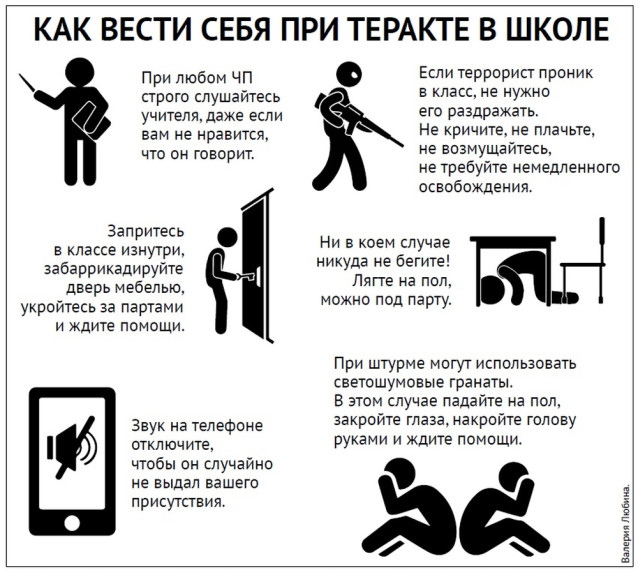 КАК ВЕСТИ СЕБЯ ПРИ ТЕРАКТЕ В ШКОЛЕ
При любом ЧП
строго слушайтесь
учителя, даже если
вам не нравится,
что он говорит.
Если террорист проник
в класс, не нужно
его раздражать.
Не кричите, не плачьте,
не возмущайтесь,
не требуйте немедленного
освобождения.
Запритесь
в классе изнутри,
забаррикадируйте
дверь мебелью,
укройтесь за партами
и ждите помощи.
Ни в коем случае
никуда не бегите!
Лягте на пол,
можно под парту.
Звук на телефоне
отключите,
чтобы он случайно
не выдал вашего
присутствия.
При штурме могут использовать
светошумовые гранаты.
В этом случае падайте на пол,
закройте глаза, накройте голову
руками и ждите помощи.
Валерия Любина.